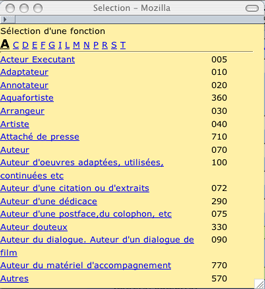 Selection - Mozilla
Sélection d'une fonction
A C D E F G I L M N P R S T
Acteur Executant 005
Adaptateur 010
Annotateur 020
Aquafortiste 360
Arrangeur 030
Artiste 040
Attaché de presse 710
Auteur 070
Auteur d'oeuvres adaptées, utilisées, 100
continuées etc
Auteur d'une citation ou d'extraits 072
Auteur d'une dédicace 290
Auteur d'une postface,du colophon, etc 075
Auteur douteux 330
Auteur du dialogue. Auteur d'un dialogue de 090
film
Auteur du matériel d'accompagnement 770
Autres 570